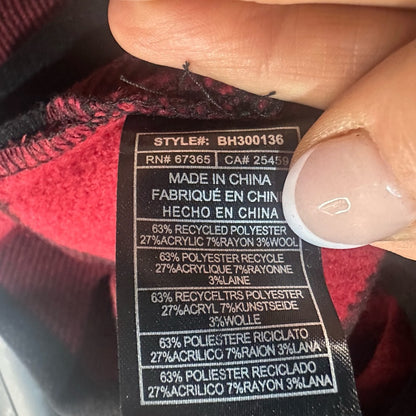 STYLE#: BH300136
RN# 67365 CA# 25459
MADE IN CHINA
FABRIQUÉ EN CHIN
HECHO EN CHINA
63% RECYCLED POLYESTER
27%ACRYLIC 7%RAYON 3%WOOL
63% POLYESTER RECYCLE
27%ACRYLIQUE 7%RAYONNE
3%LAINE
63% RECYCELTRS POLYESTER
27%ACRYL 7%KUNSTSEIDE
3%WOLLE
63% POLIESTERE RICICLATO
27%ACRILICO 7%RAION 3%LANA
63% POLIESTER RECICLADO
27%ACRILICO 7%RAYON 3%LANA